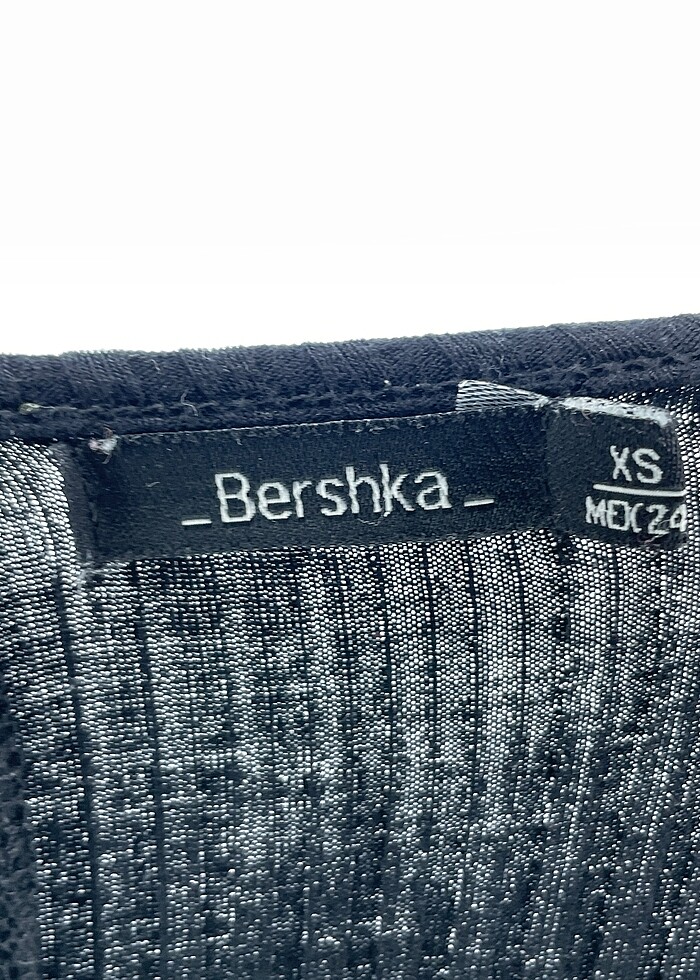 _Bershka_
XS
MEX 24